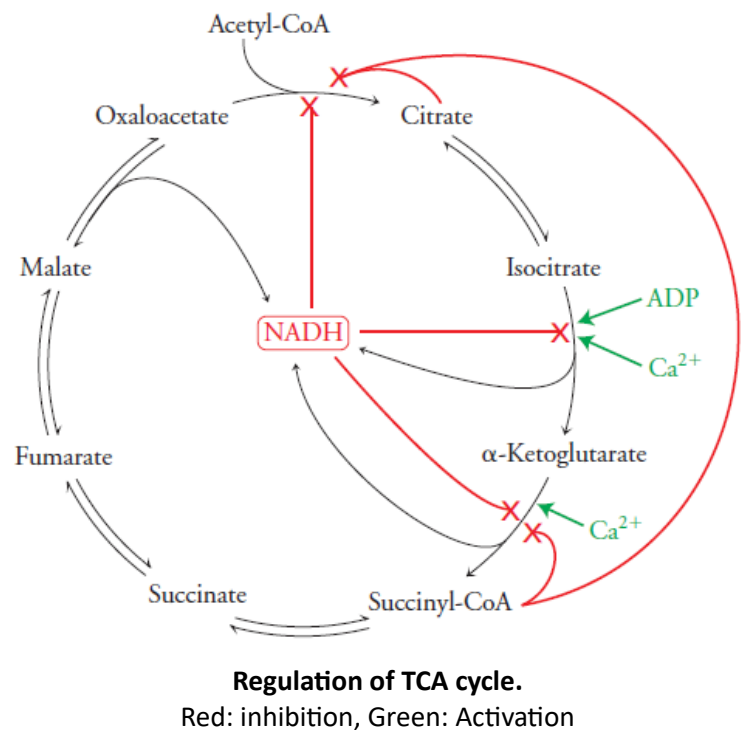 Acetyl-CoA
Oxaloacetate
Citrate
Malate
Isocitrate
ADP
NADH
Ca²⁺
Fumarate
α-Ketoglutarate
Ca²⁺
Succinate
Succinyl-CoA
Regulation of TCA cycle.
Red: inhibition, Green: Activation